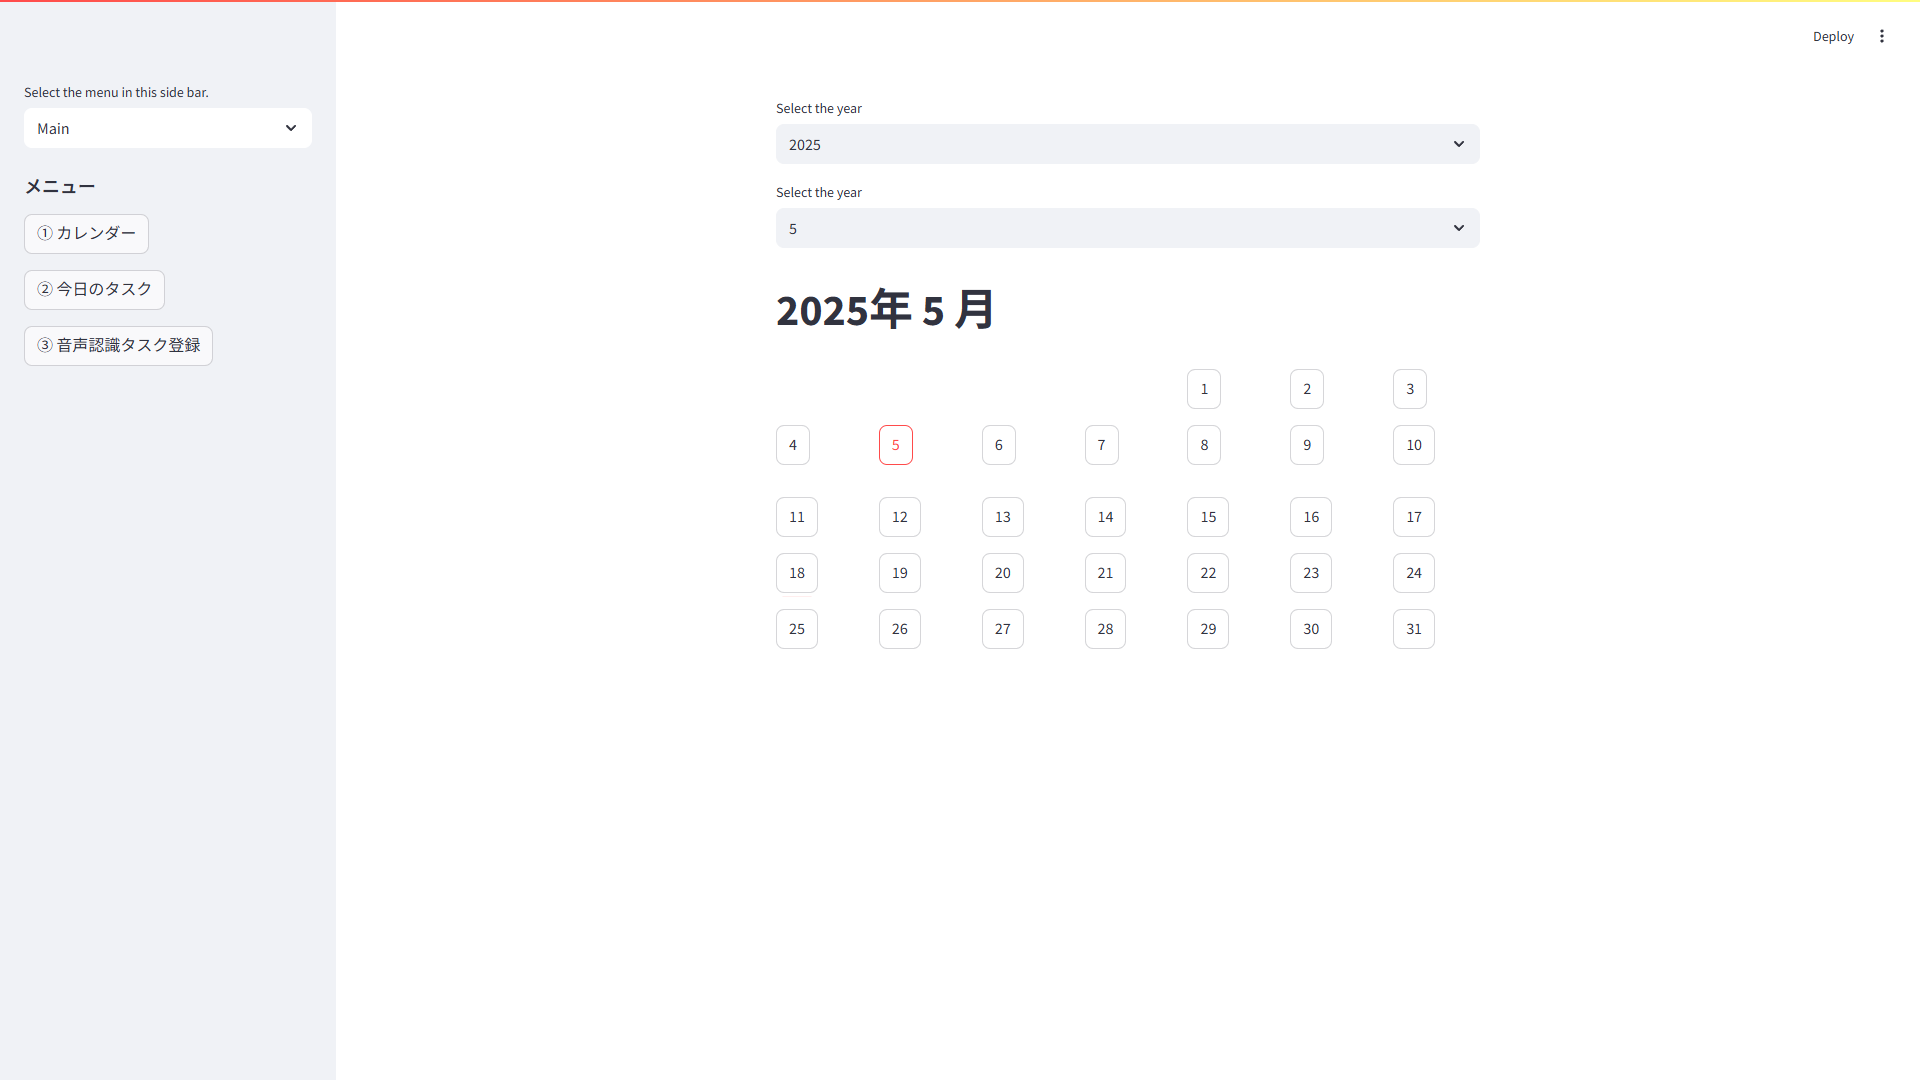 Deploy
Select the menu in this side bar.
Main
メニュー
① カレンダー
② 今日のタスク
③ 音声認識タスク登録
Select the year
2025
Select the year
5
2025年 5 月
1 2 3
4 5 6 7 8 9 10
11 12 13 14 15 16 17
18 19 20 21 22 23 24
25 26 27 28 29 30 31